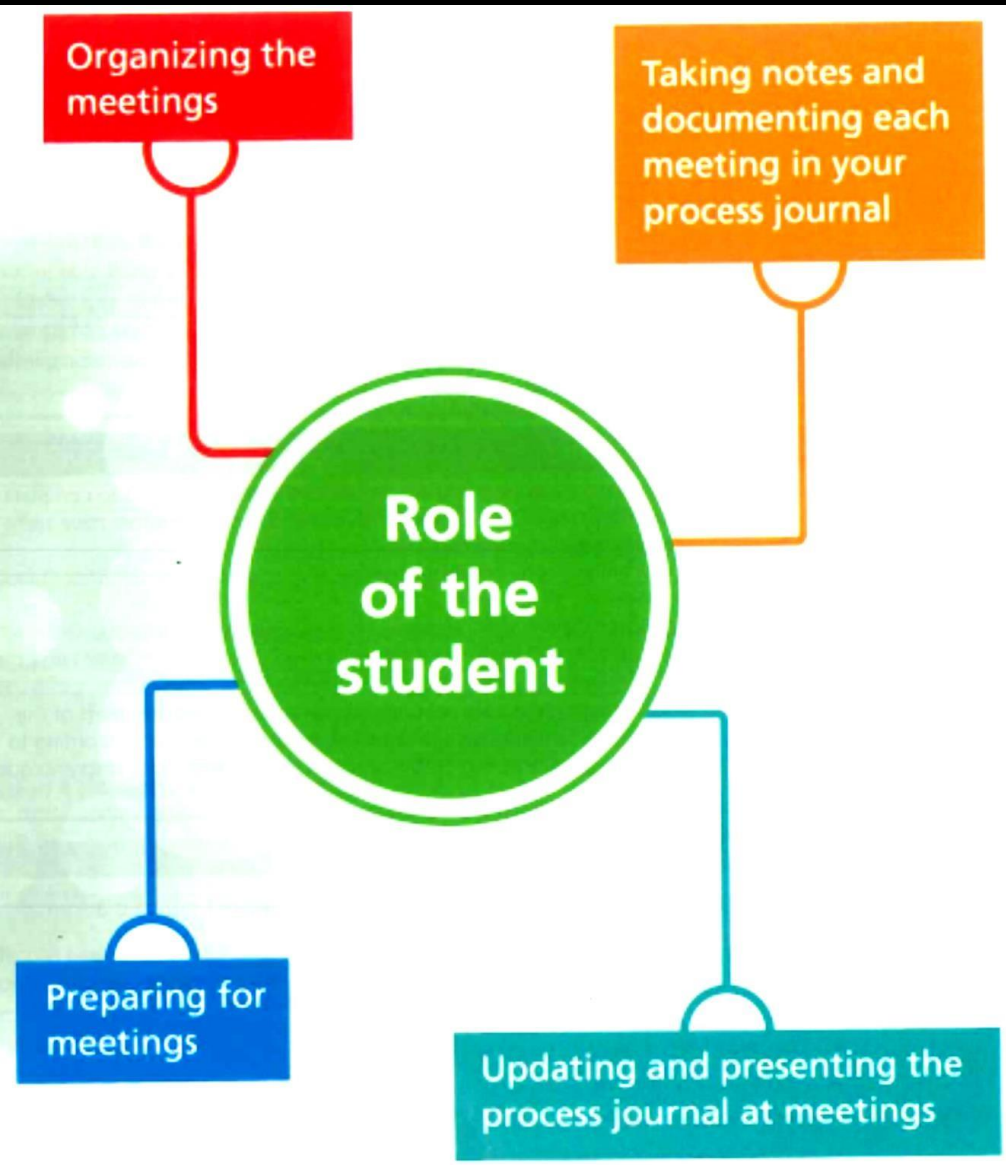 Organizing the
meetings
Taking notes and
documenting each
meeting in your
process journal
Role
of the
student
Preparing for
meetings
Updating and presenting the
process journal at meetings